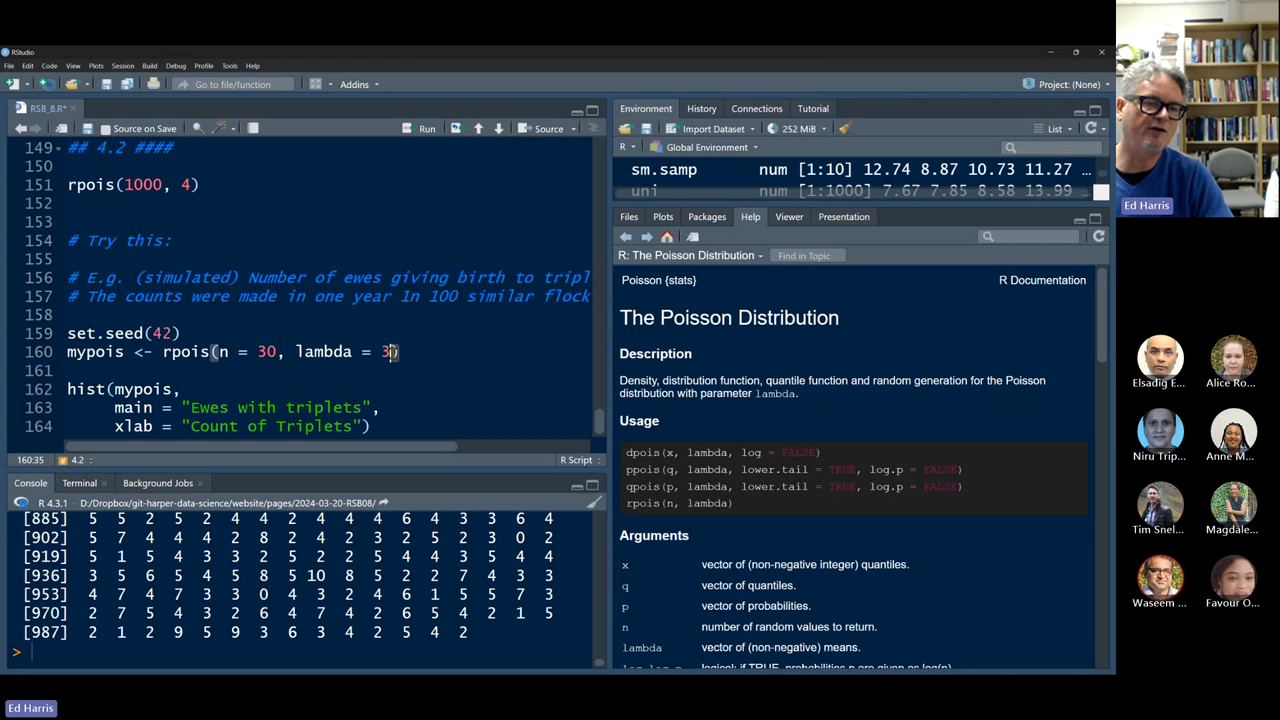 RStudio
File Edit Code View Plots Session Build Debug Profile Tools Help
Go to file/function
Addins
Project: (None)
RSB_8.R*
Source on Save
Run
Source
149 ## 4.2 ####
150
151 rpois(1000, 4)
152
153
154 # Try this:
155
156 # E.g. (simulated) Number of ewes giving birth to tripl
157 # The counts were made in one year 1n 100 similar flock
158
159 set.seed(42)
160 mypois <- rpois(n = 30, lambda = 3)
161
162 hist(mypois,
163 main = "Ewes with triplets",
164 xlab = "Count of Triplets")
160:35 # 4.2
R Script
Console Terminal Background Jobs
R 4.3.1 · D:/Dropbox/git-harper-data-science/website/pages/2024-03-20-RSB08/
[885] 5 5 2 5 2 4 4 2 4 4 4 6 4 3 3 6 4
[902] 5 7 4 4 4 2 8 2 4 2 3 2 5 2 3 0 2
[919] 5 1 5 4 3 3 2 5 2 2 5 4 4 3 5 4 4
[936] 3 5 6 5 4 5 8 5 10 8 5 2 2 7 4 3 3
[953] 4 7 4 7 3 3 0 4 3 2 4 6 1 6 5 7 3
[970] 2 7 5 4 3 2 6 4 7 4 2 6 5 4 2 1 5
[987] 2 1 2 9 5 9 3 6 3 4 2 5 4 2
>
Environment History Connections Tutorial
Import Dataset
252 MiB
List
R
Global Environment
sm.samp num [1:10] 12.74 8.87 10.73 11.27 ...
uni num [1:1000] 7.67 7.85 8.58 13.99 ...
Files Plots Packages Help Viewer Presentation
R: The Poisson Distribution
Find in Topic
Poisson {stats}
R Documentation
The Poisson Distribution
Description
Density, distribution function, quantile function and random generation for the Poisson
distribution with parameter lambda.
Usage
dpois(x, lambda, log = FALSE)
ppois(q, lambda, lower.tail = TRUE, log.p = FALSE)
qpois(p, lambda, lower.tail = TRUE, log.p = FALSE)
rpois(n, lambda)
Arguments
x vector of (non-negative integer) quantiles.
q vector of quantiles.
p vector of probabilities.
n number of random values to return.
lambda vector of (non-negative) means.
log, log.p logical; if TRUE, probabilities p are given as log(p).
Ed Harris
Elsadig E...
Alice Ro...
Niru Trip...
Anne M...
Tim Snel...
Magdale...
Waseem ...
Favour O...
Ed Harris